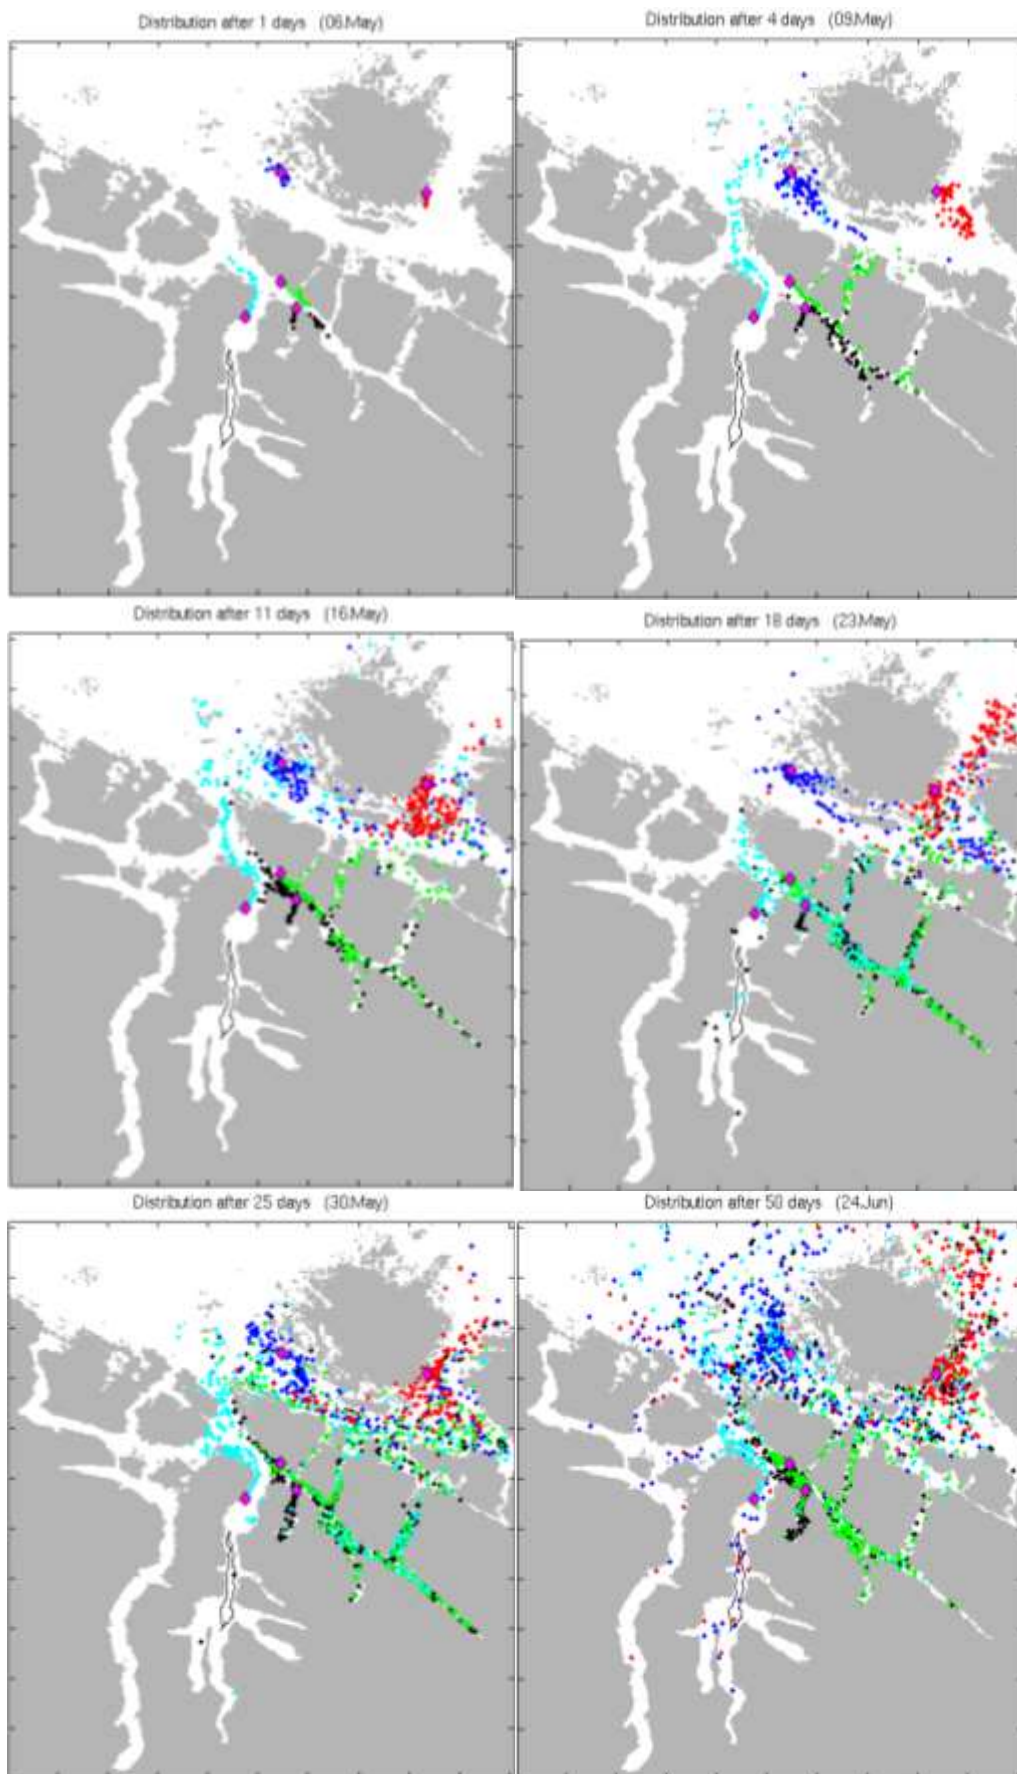 Distribution after 1 days (06.May)
Distribution after 4 days (09.May)
Distribution after 11 days (16.May)
Distribution after 18 days (23.May)
Distribution after 25 days (30.May)
Distribution after 50 days (24.Jun)